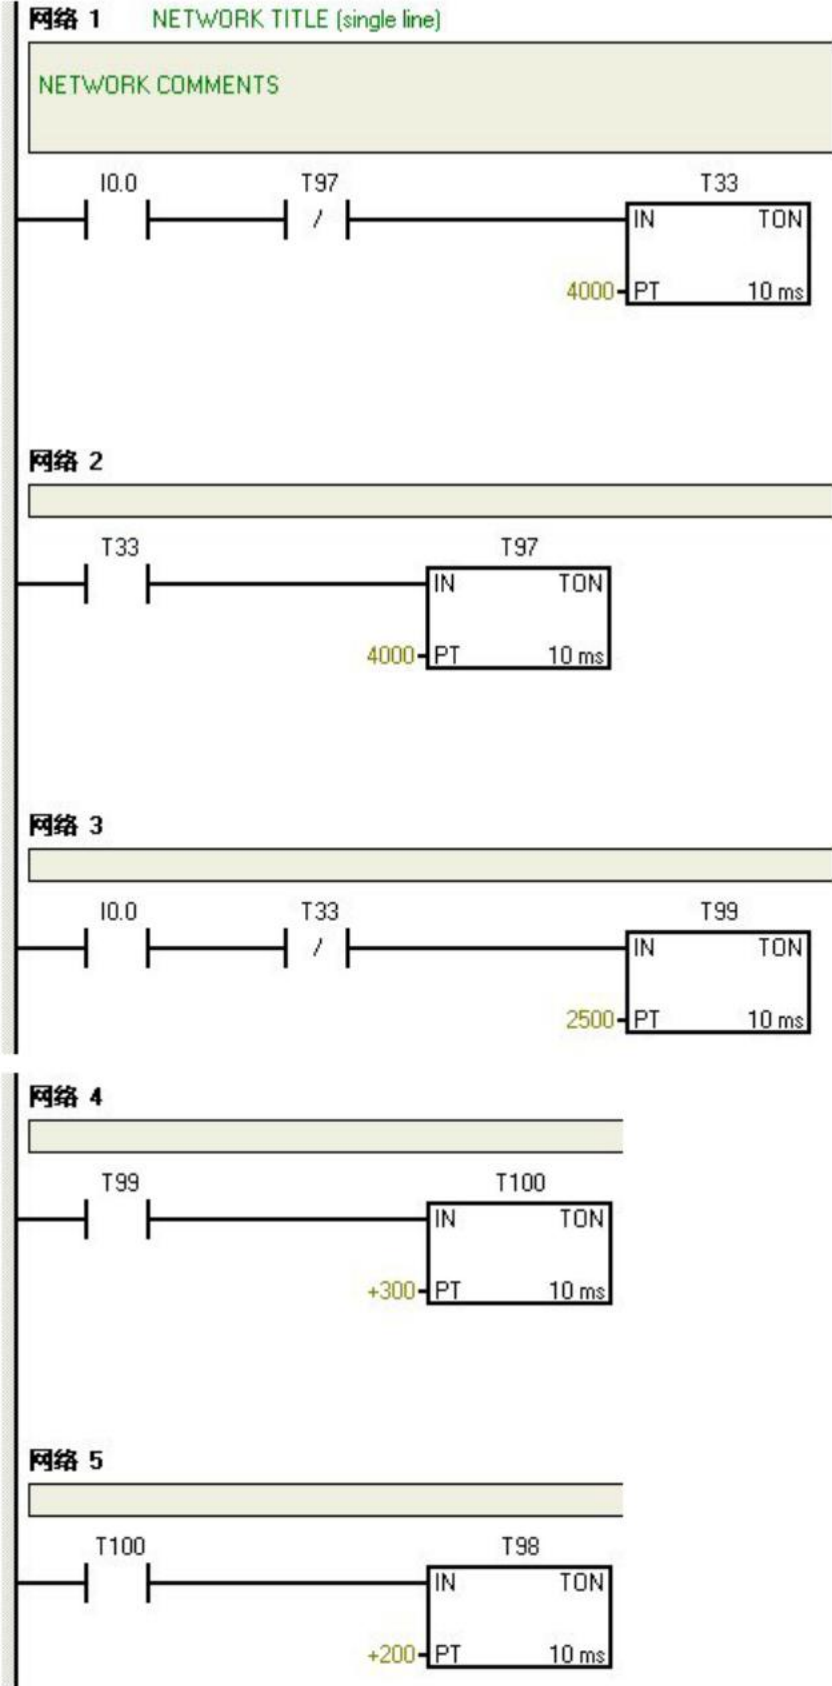 网络 1 NETWORK TITLE (single line)
NETWORK COMMENTS
I0.0 T97 T33
/ IN TON
4000 PT 10 ms
网络 2
T33 T97
IN TON
4000 PT 10 ms
网络 3
I0.0 T33 T99
/ IN TON
2500 PT 10 ms
网络 4
T99 T100
IN TON
+300 PT 10 ms
网络 5
T100 T98
IN TON
+200 PT 10 ms